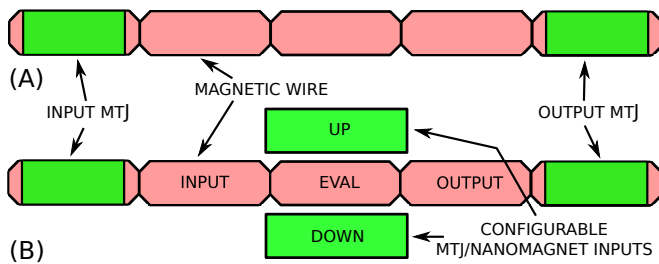 (A)
MAGNETIC WIRE
INPUT MTJ
OUTPUT MTJ
UP
INPUT
EVAL
OUTPUT
DOWN
CONFIGURABLE
MTJ/NANOMAGNET INPUTS
(B)